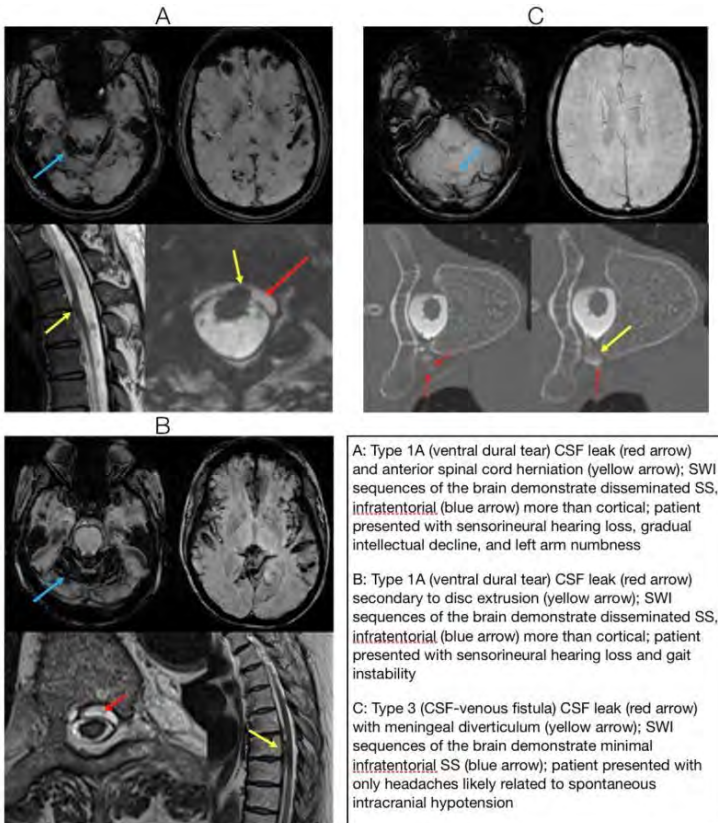 A
C
B
A: Type 1A (ventral dural tear) CSF leak (red arrow)
and anterior spinal cord herniation (yellow arrow); SWI
sequences of the brain demonstrate disseminated SS,
infratentorial (blue arrow) more than cortical; patient
presented with sensorineural hearing loss, gradual
intellectual decline, and left arm numbness
B: Type 1A (ventral dural tear) CSF leak (red arrow)
secondary to disc extrusion (yellow arrow); SWI
sequences of the brain demonstrate disseminated SS,
infratentorial (blue arrow) more than cortical; patient
presented with sensorineural hearing loss and gait
instability
C: Type 3 (CSF-venous fistula) CSF leak (red arrow)
with meningeal diverticulum (yellow arrow); SWI
sequences of the brain demonstrate minimal
infratentorial SS (blue arrow); patient presented with
only headaches likely related to spontaneous
intracranial hypotension